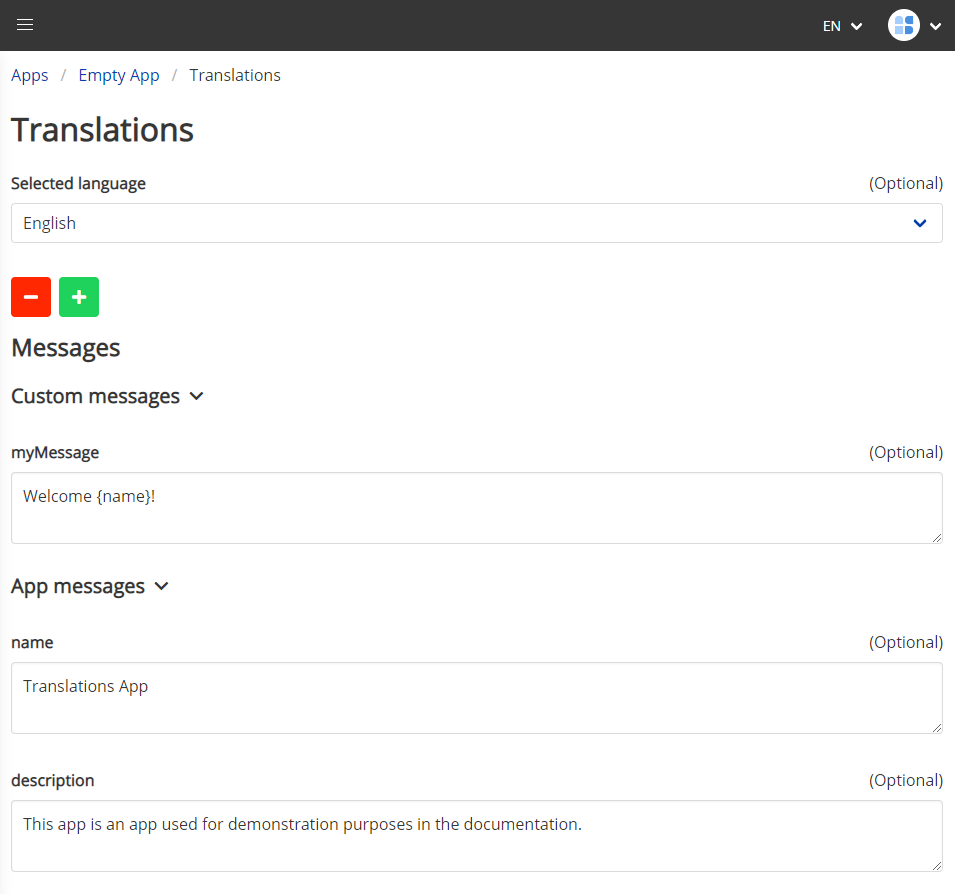 EN
Apps / Empty App / Translations
Translations
Selected language (Optional)
English
Messages
Custom messages
myMessage (Optional)
Welcome {name}!
App messages
name (Optional)
Translations App
description (Optional)
This app is an app used for demonstration purposes in the documentation.